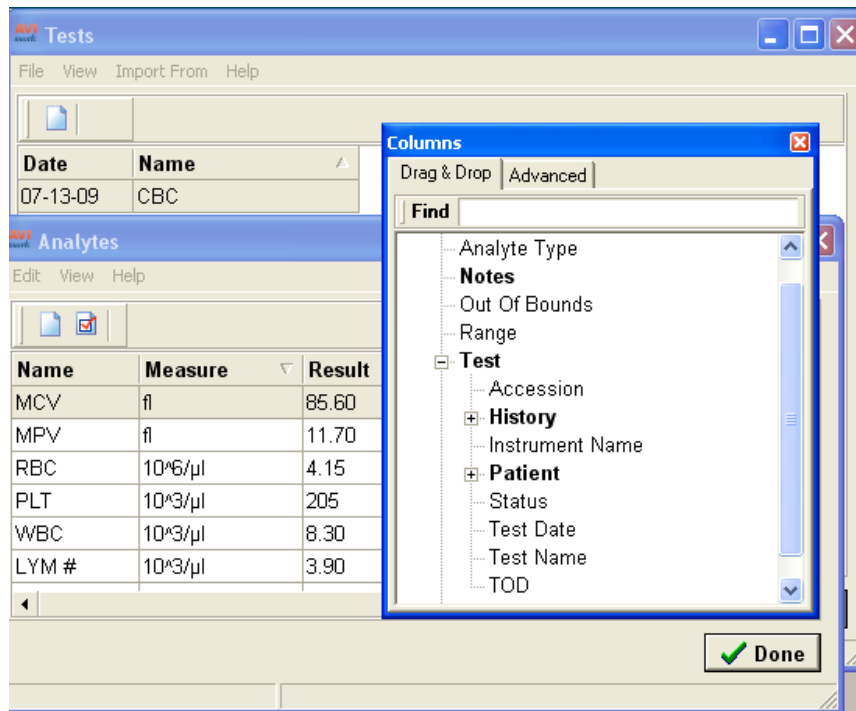 AVI mark Tests
File View Import From Help
Date Name
07-13-09 CBC
AVI mark Analytes
Edit View Help
Name Measure Result
MCV fl 85.60
MPV fl 11.70
RBC 10^6/µl 4.15
PLT 10^3/µl 205
WBC 10^3/µl 8.30
LYM # 10^3/µl 3.90
Columns
Drag & Drop Advanced
Find
Analyte Type
Notes
Out Of Bounds
Range
Test
Accession
History
Instrument Name
Patient
Status
Test Date
Test Name
TOD
Done